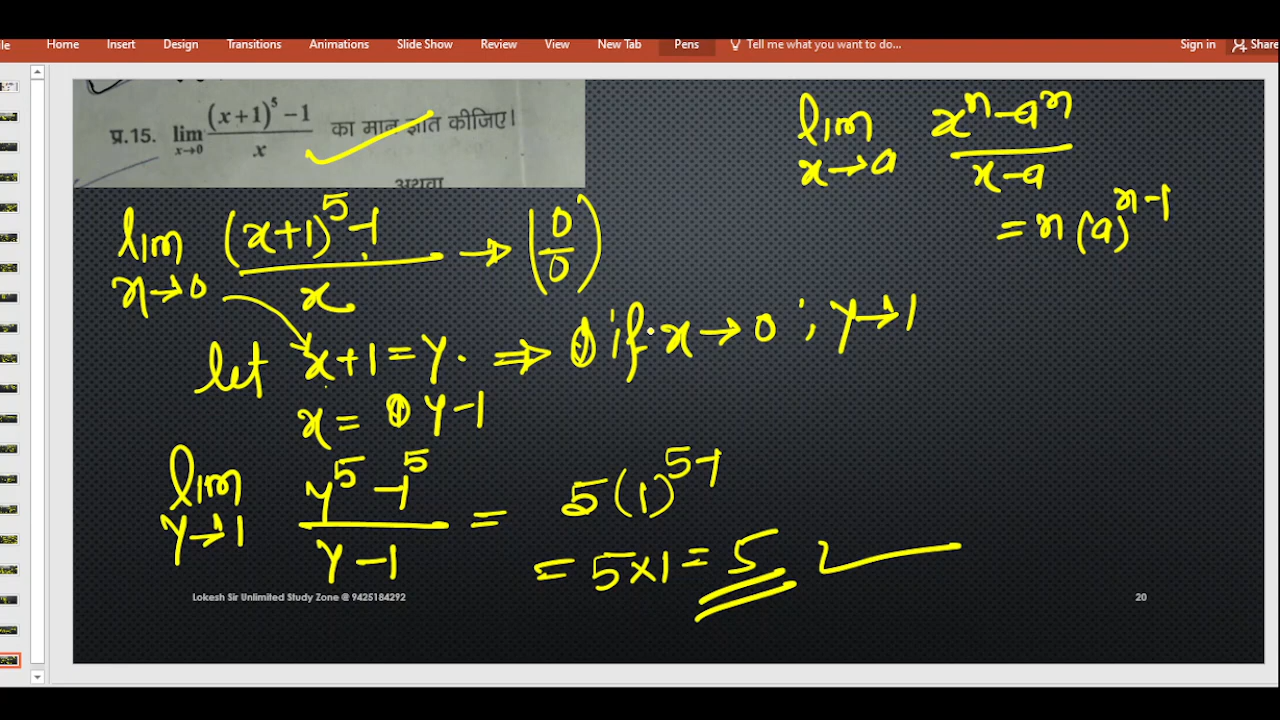 File Home Insert Design Transitions Animations Slide Show Review View New Tab Pens Tell me what you want to do... Sign in Share
प्र.15. lim x→0 ((x+1)^5 −1)/x का मान ज्ञात कीजिए।
अथवा
lim x→a (x^n − a^n)/(x−a)
= n(a)^(n−1)
lim x→0 ((x+1)^5 −1)/x → (0/0)
let x+1 = y. ⇒ if x→0 ; y→1
x = y−1
lim y→1 (y^5 − 1^5)/(y−1) = 5(1)^(5−1)
= 5×1 = 5
Lokesh Sir Unlimited Study Zone @ 9425184292
20